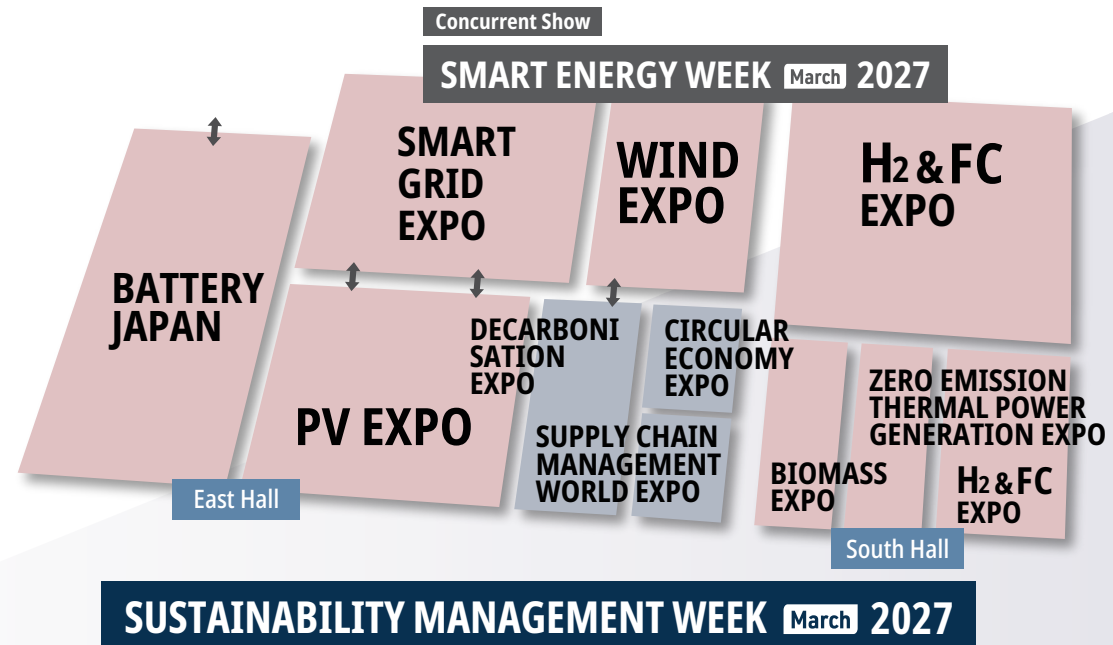 Concurrent Show
SMART ENERGY WEEK March 2027
SMART
GRID
EXPO
WIND
EXPO
H2 & FC
EXPO
BATTERY
JAPAN
PV EXPO
DECARBONI
SATION
EXPO
CIRCULAR
ECONOMY
EXPO
SUPPLY CHAIN
MANAGEMENT
WORLD EXPO
BIOMASS
EXPO
ZERO EMISSION
THERMAL POWER
GENERATION EXPO
H2 & FC
EXPO
East Hall
South Hall
SUSTAINABILITY MANAGEMENT WEEK March 2027